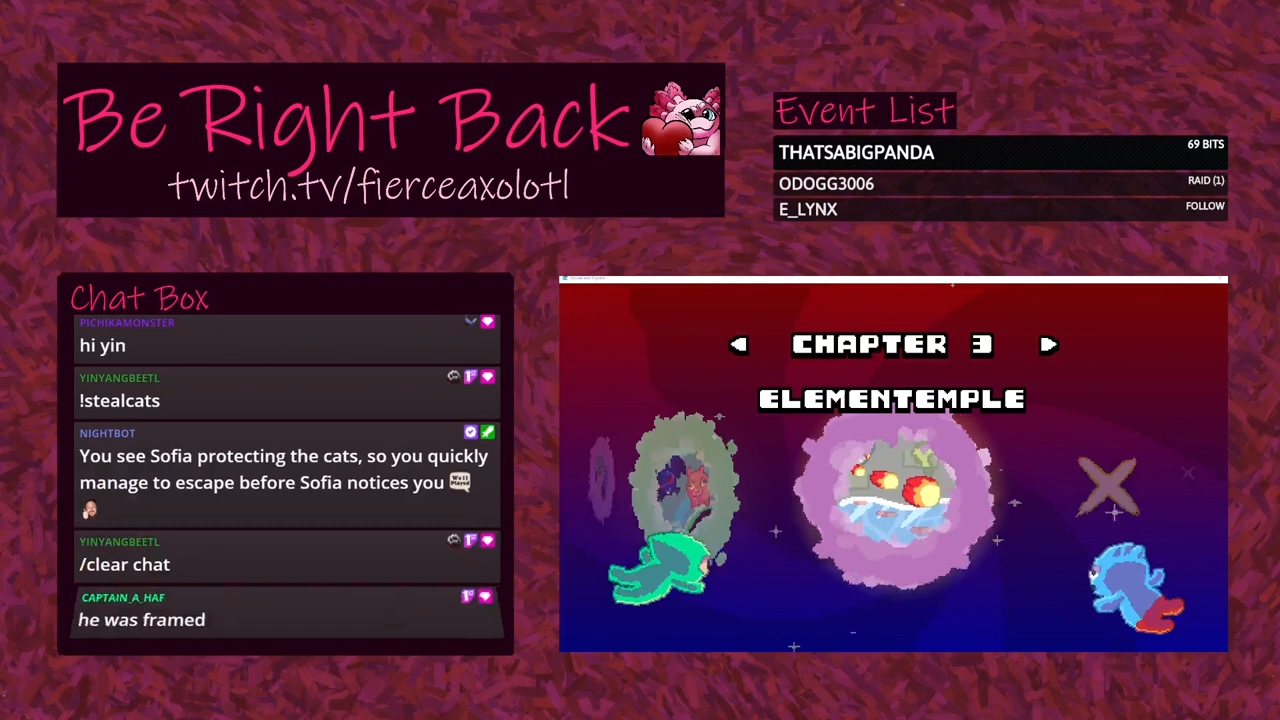 Be Right Back
twitch.tv/fierceaxolotl
Event List
THATSABIGPANDA 69 BITS
ODOGG3006 RAID (1)
E_LYNX FOLLOW
Chat Box
PICHIKAMONSTER
hi yin
YINYANGBEETL
!stealcats
NIGHTBOT
You see Sofia protecting the cats, so you quickly
manage to escape before Sofia notices you
YINYANGBEETL
/clear chat
CAPTAIN_A_HAF
he was framed
CHAPTER 3
ELEMENTEMPLE